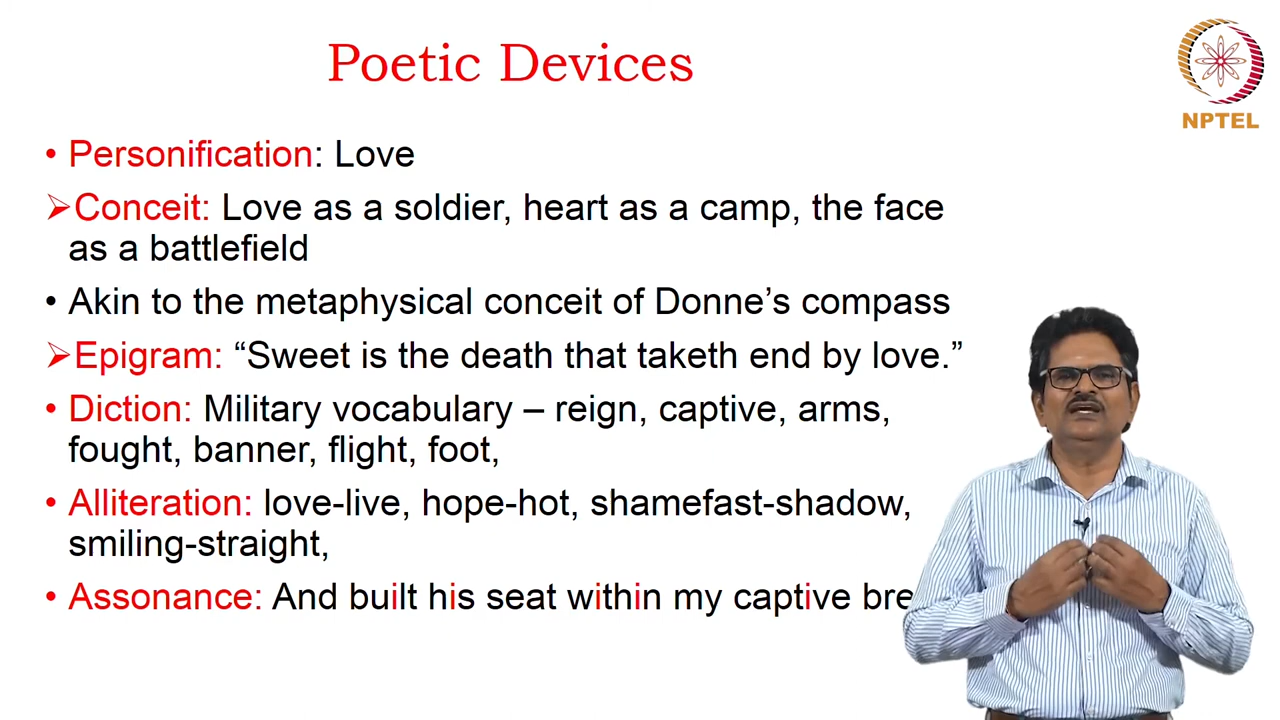 Poetic Devices
NPTEL
• Personification: Love
➢Conceit: Love as a soldier, heart as a camp, the face
as a battlefield
• Akin to the metaphysical conceit of Donne’s compass
➢Epigram: “Sweet is the death that taketh end by love.”
• Diction: Military vocabulary – reign, captive, arms,
fought, banner, flight, foot,
• Alliteration: love-live, hope-hot, shamefast-shadow,
smiling-straight,
• Assonance: And built his seat within my captive